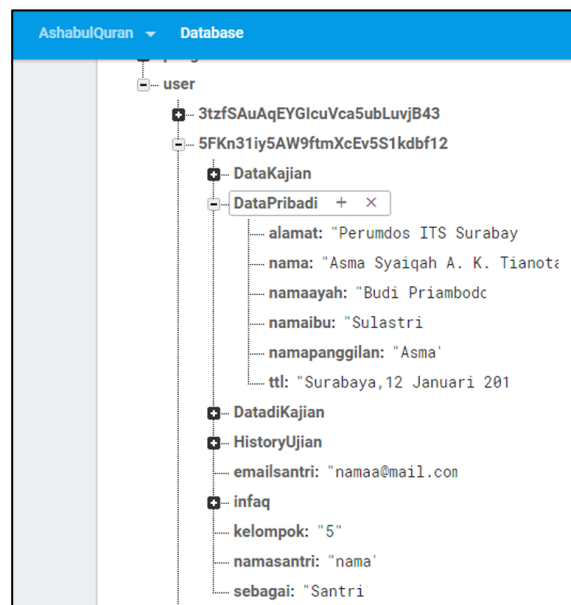 AshabulQuran Database
user
3tzfSAuAqEYGIcuVca5ubLuvjB43
5FKn31iy5AW9ftmXcEv5S1kdbf12
DataKajian
DataPribadi + ×
alamat: "Perumdos ITS Surabay
nama: "Asma Syaiqah A. K. Tianota
namaayah: "Budi Priambodo
namaibu: "Sulastri
namapanggilan: "Asma'
ttl: "Surabaya,12 Januari 201
DatadiKajian
HistoryUjian
emailsantri: "namaa@mail.com
infaq
kelompok: "5"
namasantri: "nama'
sebagai: "Santri